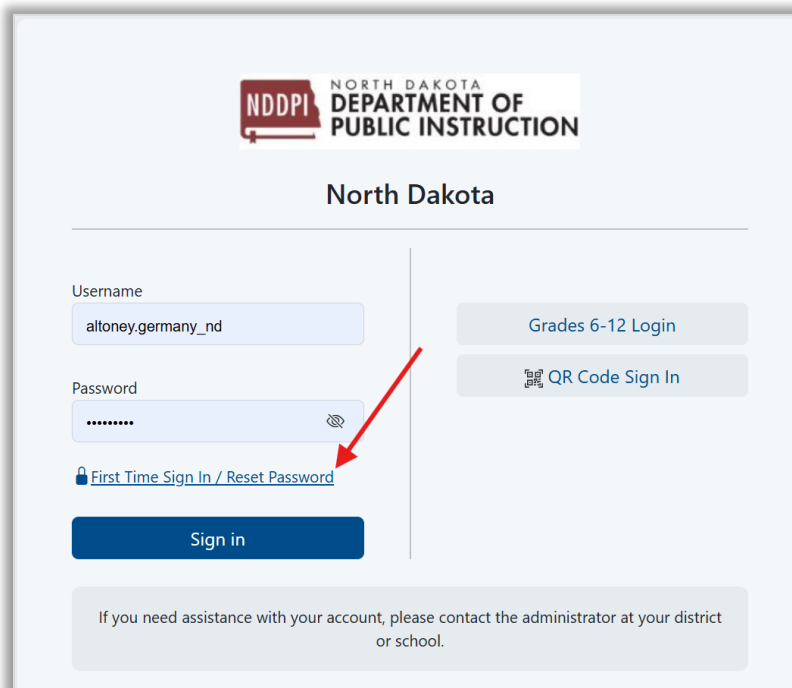 NDDPI
NORTH DAKOTA
DEPARTMENT OF
PUBLIC INSTRUCTION
North Dakota
Username
altoney.germany_nd
Password
•••••••••
First Time Sign In / Reset Password
Sign in
Grades 6-12 Login
QR Code Sign In
If you need assistance with your account, please contact the administrator at your district
or school.